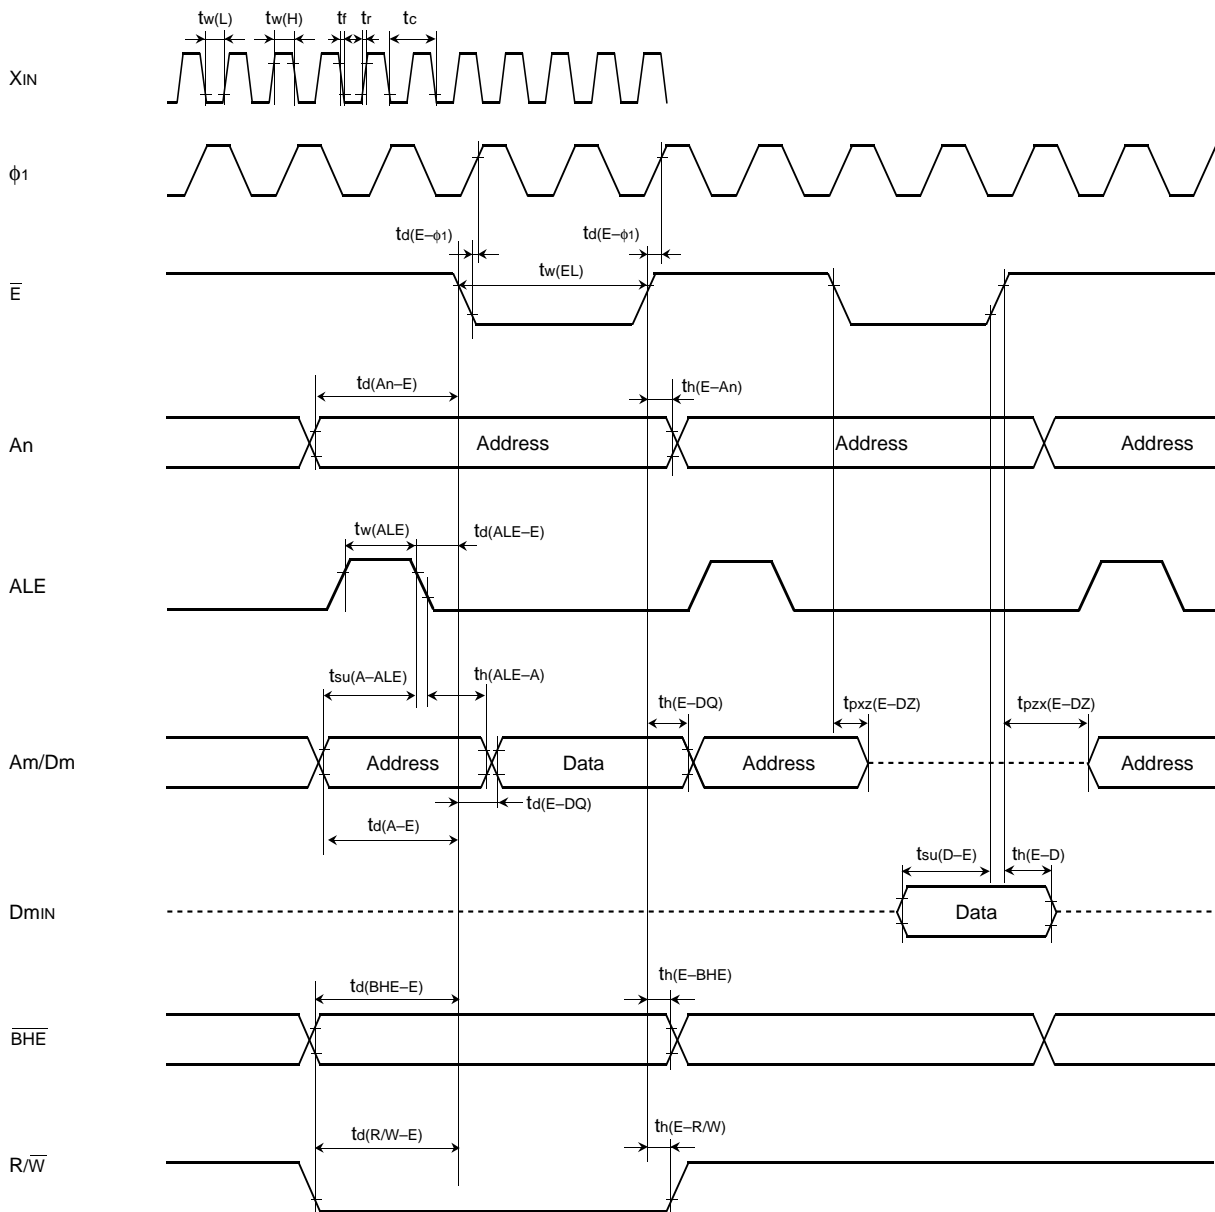 tw(L) tw(H) tf tr tc
XIN
ϕ1
td(E–ϕ1) td(E–ϕ1)
tw(EL)
E̅
td(An–E) th(E–An)
An Address Address Address
tw(ALE) td(ALE–E)
ALE
tsu(A–ALE) th(ALE–A) th(E–DQ) tpxz(E–DZ) tpzx(E–DZ)
Am/Dm Address Data Address Address
td(E–DQ)
td(A–E)
tsu(D–E) th(E–D)
DmIN Data
td(BHE–E) th(E–BHE)
B̅H̅E̅
td(R/W–E) th(E–R/W)
R/W̅